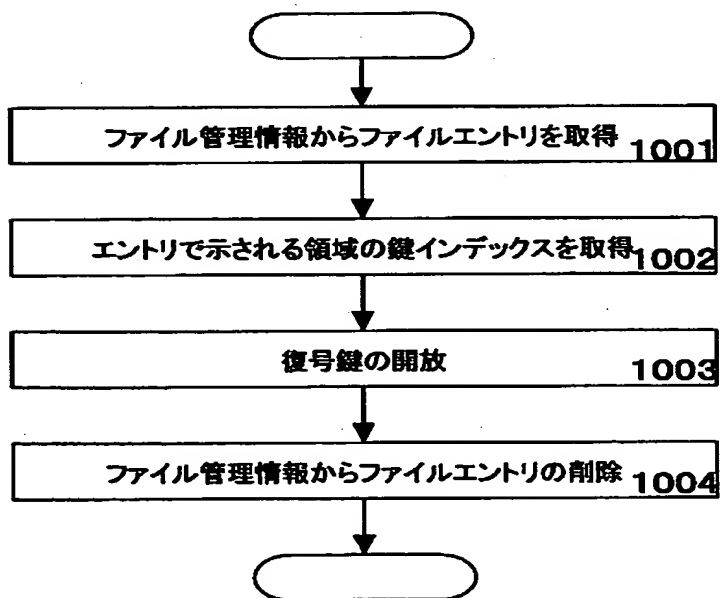 ファイル管理情報からファイルエントリを取得 1001
エントリで示される領域の鍵インデックスを取得 1002
復号鍵の開放 1003
ファイル管理情報からファイルエントリの削除 1004